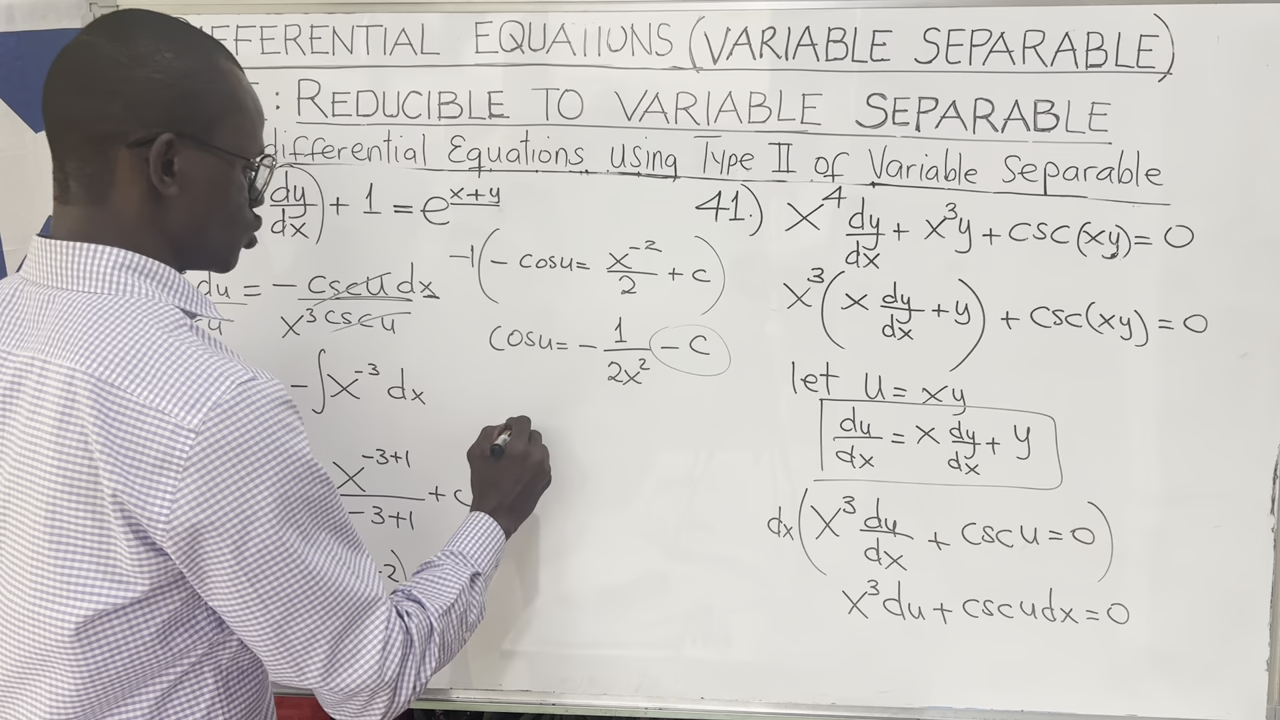 IFFERENTIAL EQUATIONS (VARIABLE SEPARABLE)
: REDUCIBLE TO VARIABLE SEPARABLE
differential Equations using Type II of Variable Separable
dy/dx + 1 = e^(x+y)
du = - cscu dx
x³ cscu
- ∫x⁻³ dx
x⁻³⁺¹
-3+1 + c
-1(- cosu = x⁻²/2 + c)
cosu = - 1/2x² - c
41.) x⁴ dy/dx + x³y + csc(xy) = 0
x³(x dy/dx + y) + csc(xy) = 0
let u = xy
du/dx = x dy/dx + y
dx(x³ du/dx + cscu = 0)
x³du + cscudx = 0